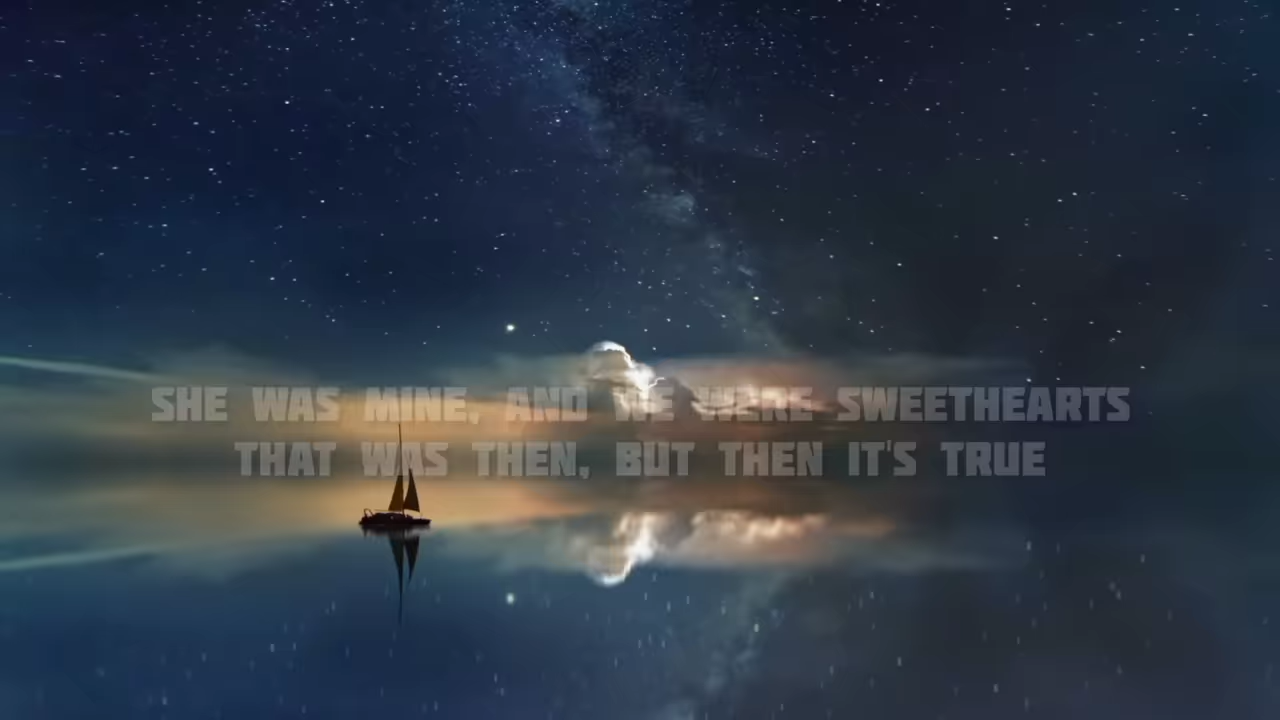 SHE WAS MINE, AND WE WERE SWEETHEARTS
THAT WAS THEN, BUT THEN IT'S TRUE